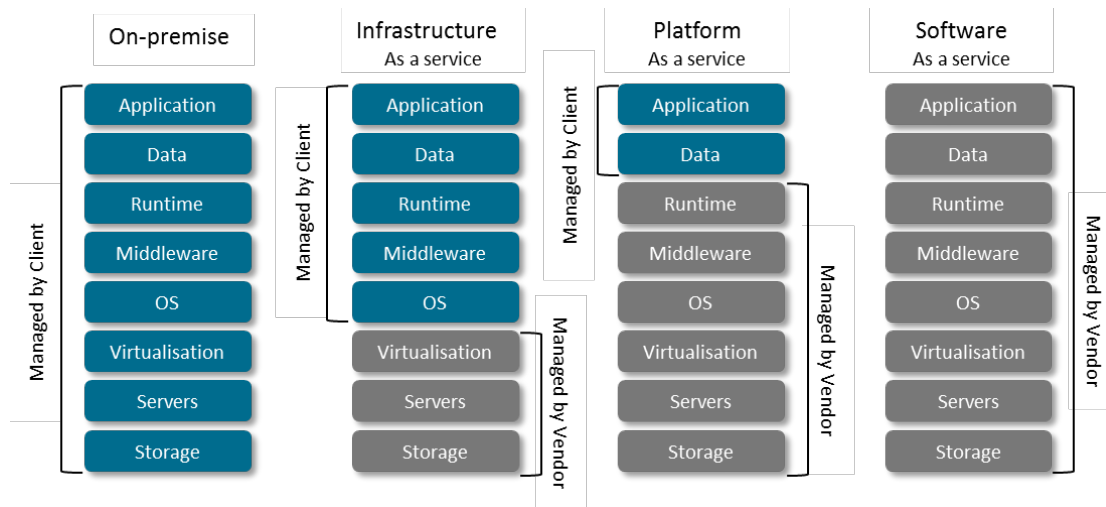 On-premise
Managed by Client
Application
Data
Runtime
Middleware
OS
Virtualisation
Servers
Storage
Infrastructure
As a service
Managed by Client
Application
Data
Runtime
Middleware
OS
Virtualisation
Servers
Storage
Managed by Vendor
Platform
As a service
Managed by Client
Application
Data
Runtime
Middleware
OS
Virtualisation
Servers
Storage
Managed by Vendor
Software
As a service
Application
Data
Runtime
Middleware
OS
Virtualisation
Servers
Storage
Managed by Vendor